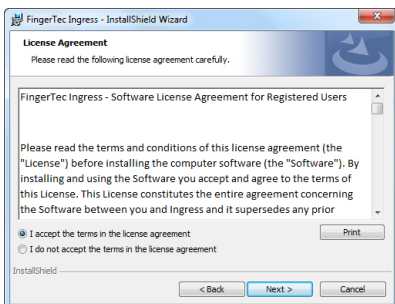 FingerTec Ingress - InstallShield Wizard
License Agreement
Please read the following license agreement carefully.
FingerTec Ingress - Software License Agreement for Registered Users
Please read the terms and conditions of this license agreement (the
"License") before installing the computer software (the "Software"). By
installing and using the Software you accept and agree to the terms of
this License. This License constitutes the entire agreement concerning
the Software between you and Ingress and it supersedes any prior
I accept the terms in the license agreement
Print
I do not accept the terms in the license agreement
InstallShield
< Back
Next >
Cancel